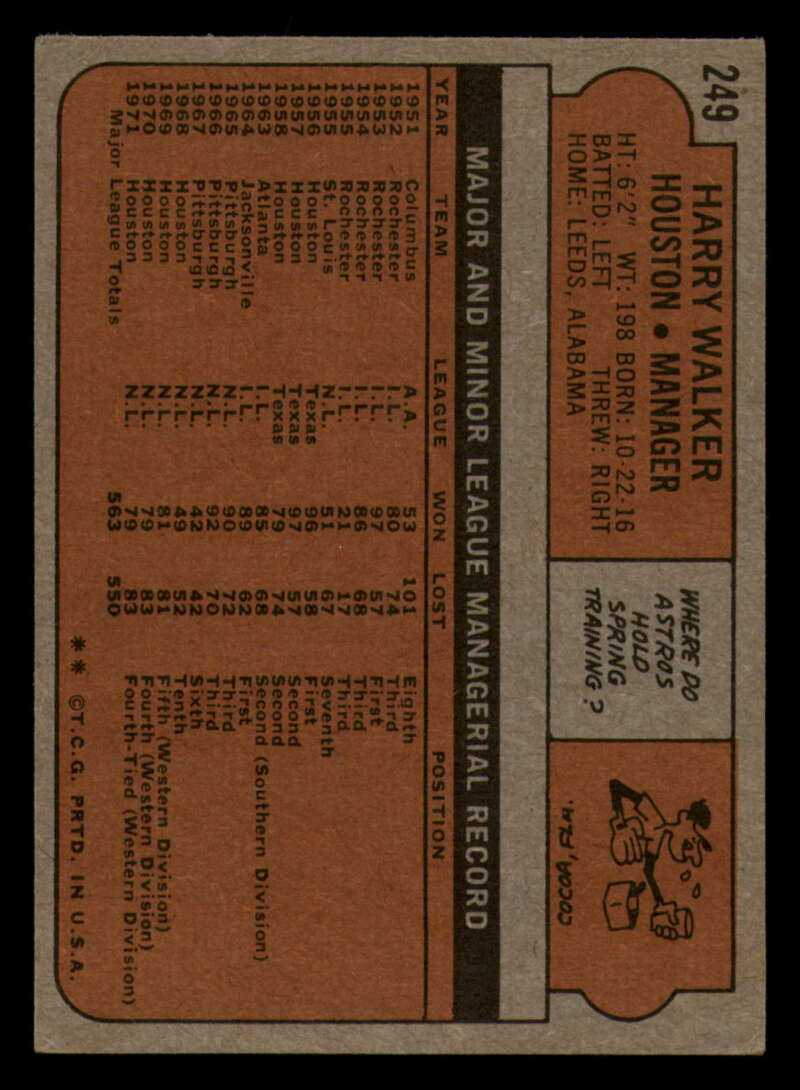 249
HARRY WALKER
HOUSTON • MANAGER
HT: 6'2" WT: 198 BORN: 10-22-16
BATTED: LEFT THREW: RIGHT
HOME: LEEDS, ALABAMA
WHERE DO
ASTROS
HOLD
SPRING
TRAINING?
COCOA, FLA.
MAJOR AND MINOR LEAGUE MANAGERIAL RECORD
YEAR TEAM LEAGUE WON LOST POSITION
1951 Columbus A.A. 53 101 Eighth
1952 Rochester I.L. 80 74 Third
1953 Rochester I.L. 97 57 First
1954 Rochester I.L. 86 68 Third
1955 Rochester I.L. 21 17 Third
1955 St. Louis N.L. 51 67 Seventh
1956 Houston Texas 96 58 First
1957 Houston Texas 97 57 Second
1958 Houston Texas 79 74 Second
1963 Atlanta I.L. 85 68 Second (Southern Division)
1964 Jacksonville I.L. 89 62 First
1965 Pittsburgh N.L. 90 72 Third
1966 Pittsburgh N.L. 92 70 Third
1967 Pittsburgh N.L. 42 42 Sixth
1968 Houston N.L. 49 52 Tenth
1969 Houston N.L. 81 81 Fifth (Western Division)
1970 Houston N.L. 79 83 Fourth (Western Division)
1971 Houston N.L. 79 83 Fourth-Tied (Western Division)
Major League Totals 563 550
** ©T.C.G. PRTD. IN U.S.A.